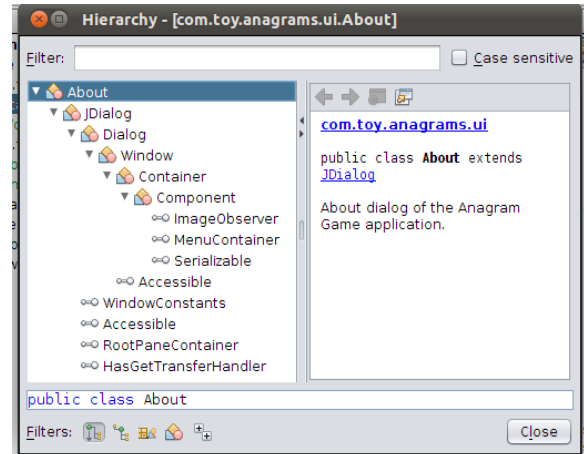 Hierarchy - [com.toy.anagrams.ui.About]
Filter:
Case sensitive
About
JDialog
Dialog
Window
Container
Component
ImageObserver
MenuContainer
Serializable
Accessible
WindowConstants
Accessible
RootPaneContainer
HasGetTransferHandler
com.toy.anagrams.ui
public class About extends
JDialog
About dialog of the Anagram
Game application.
public class About
Filters:
Close